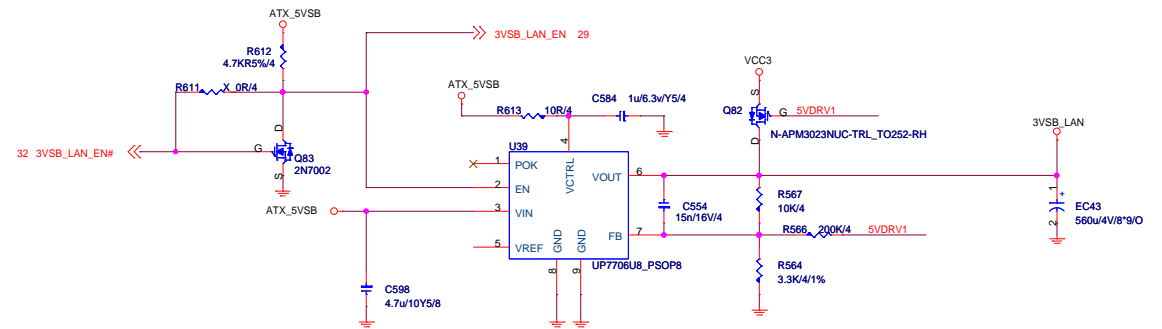 ATX_5VSB
R612
4.7KR5%/4
3VSB_LAN_EN 29
R611 X_0R/4
D
G
S
Q83
2N7002
32 3VSB_LAN_EN#
ATX_5VSB
R613 10R/4
C584 1u/6.3v/Y5/4
VCC3
S
Q82
G
5VDRV1
D
N-APM3023NUC-TRL_TO252-RH
3VSB_LAN
U39
4
1 POK
VCTRL
VOUT 6
2 EN
ATX_5VSB
3 VIN
FB 7
5 VREF
GND
GND
8
9
UP7706U8_PSOP8
C554
15n/16V/4
R567
10K/4
R566 200K/4
5VDRV1
R564
3.3K/4/1%
1
+
EC43
560u/4V/8*9/O
2
C598
4.7u/10Y5/8